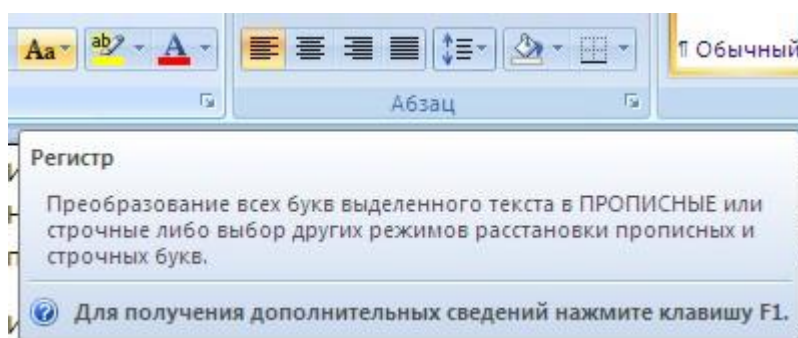 Aa ab A
¶ Обычный
Абзац
Регистр
Преобразование всех букв выделенного текста в ПРОПИСНЫЕ или
строчные либо выбор других режимов расстановки прописных и
строчных букв.
Для получения дополнительных сведений нажмите клавишу F1.